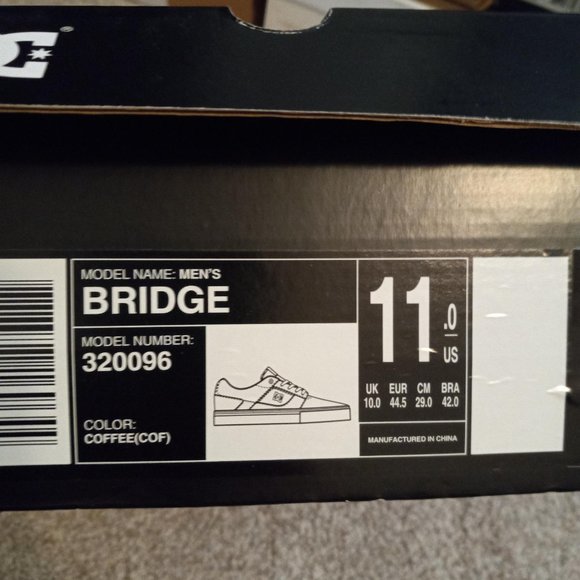 DC
MODEL NAME: MEN'S
BRIDGE
MODEL NUMBER:
320096
COLOR:
COFFEE(COF)
11.0
US
UK EUR CM BRA
10.0 44.5 29.0 42.0
MANUFACTURED IN CHINA